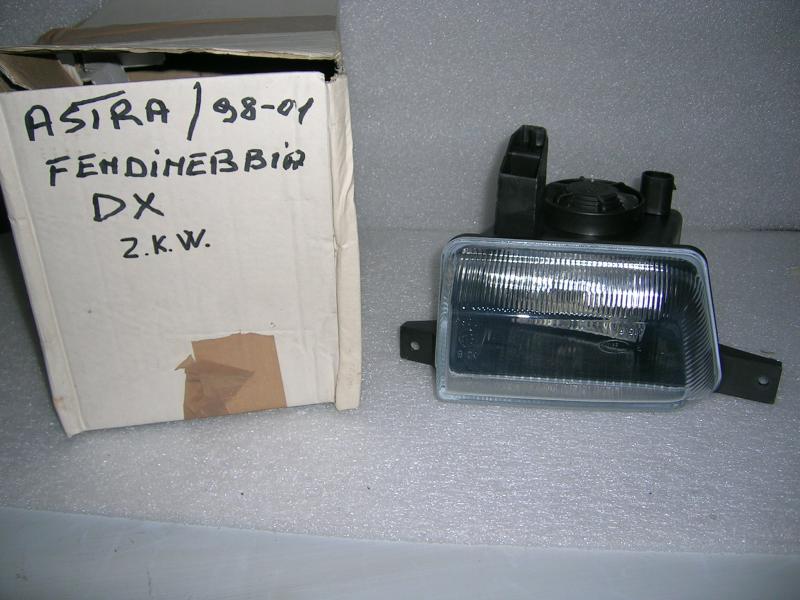 ASTRA / 98-01
FENDINEBBIA
DX
Z.K.W.